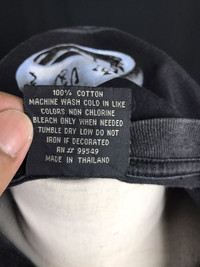 100% COTTON
MACHINE WASH COLD IN LIKE
COLORS NON CHLORINE
BLEACH ONLY WHEN NEEDED
TUMBLE DRY LOW DO NOT
IRON IF DECORATED
RN # 99549
MADE IN THAILAND